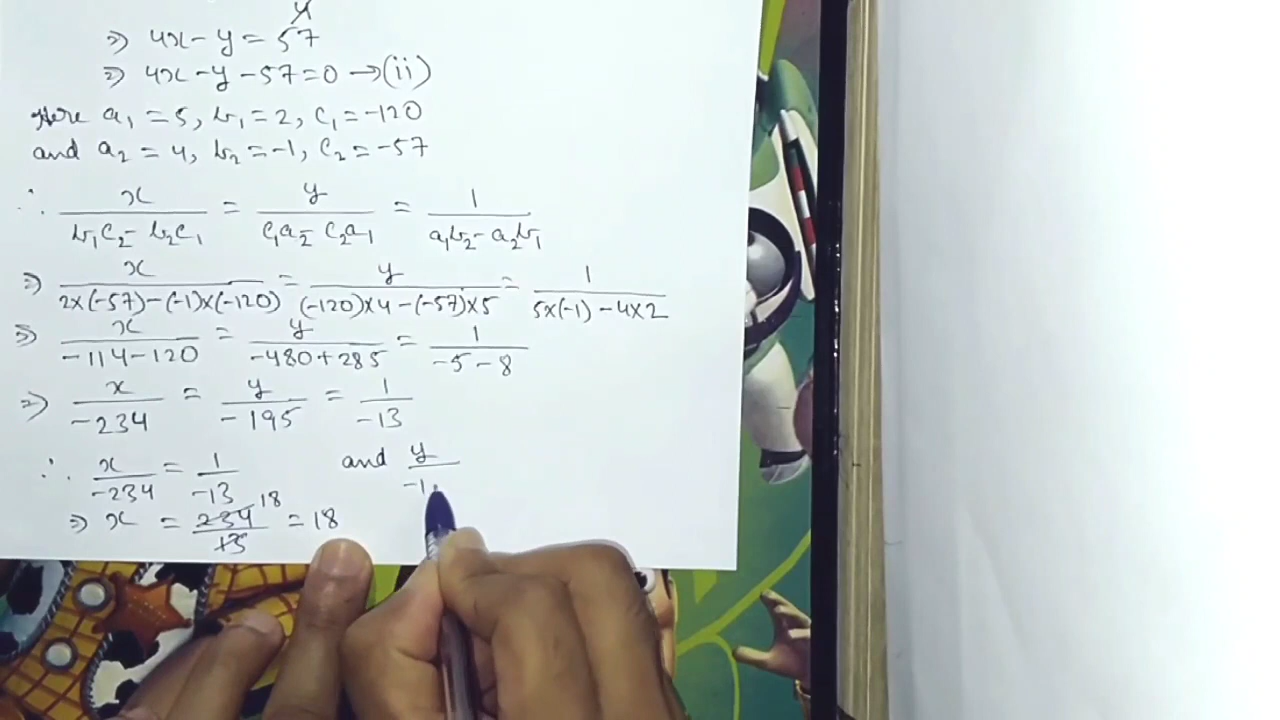 4
⇒ 4x - y = 57
⇒ 4x - y - 57 = 0 → (ii)
Here a₁ = 5, b₁ = 2, c₁ = -120
and a₂ = 4, b₂ = -1, c₂ = -57
∴ x/(b₁c₂ - b₂c₁) = y/(c₁a₂ - c₂a₁) = 1/(a₁b₂ - a₂b₁)
⇒ x/(2×(-57) - (-1)×(-120)) = y/((-120)×4 - (-57)×5) = 1/(5×(-1) - 4×2)
⇒ x/(-114-120) = y/(-480+285) = 1/(-5-8)
⇒ x/(-234) = y/(-195) = 1/(-13)
∴ x/(-234) = 1/(-13) and y/(-1
⇒ x = 234/13 18 = 18